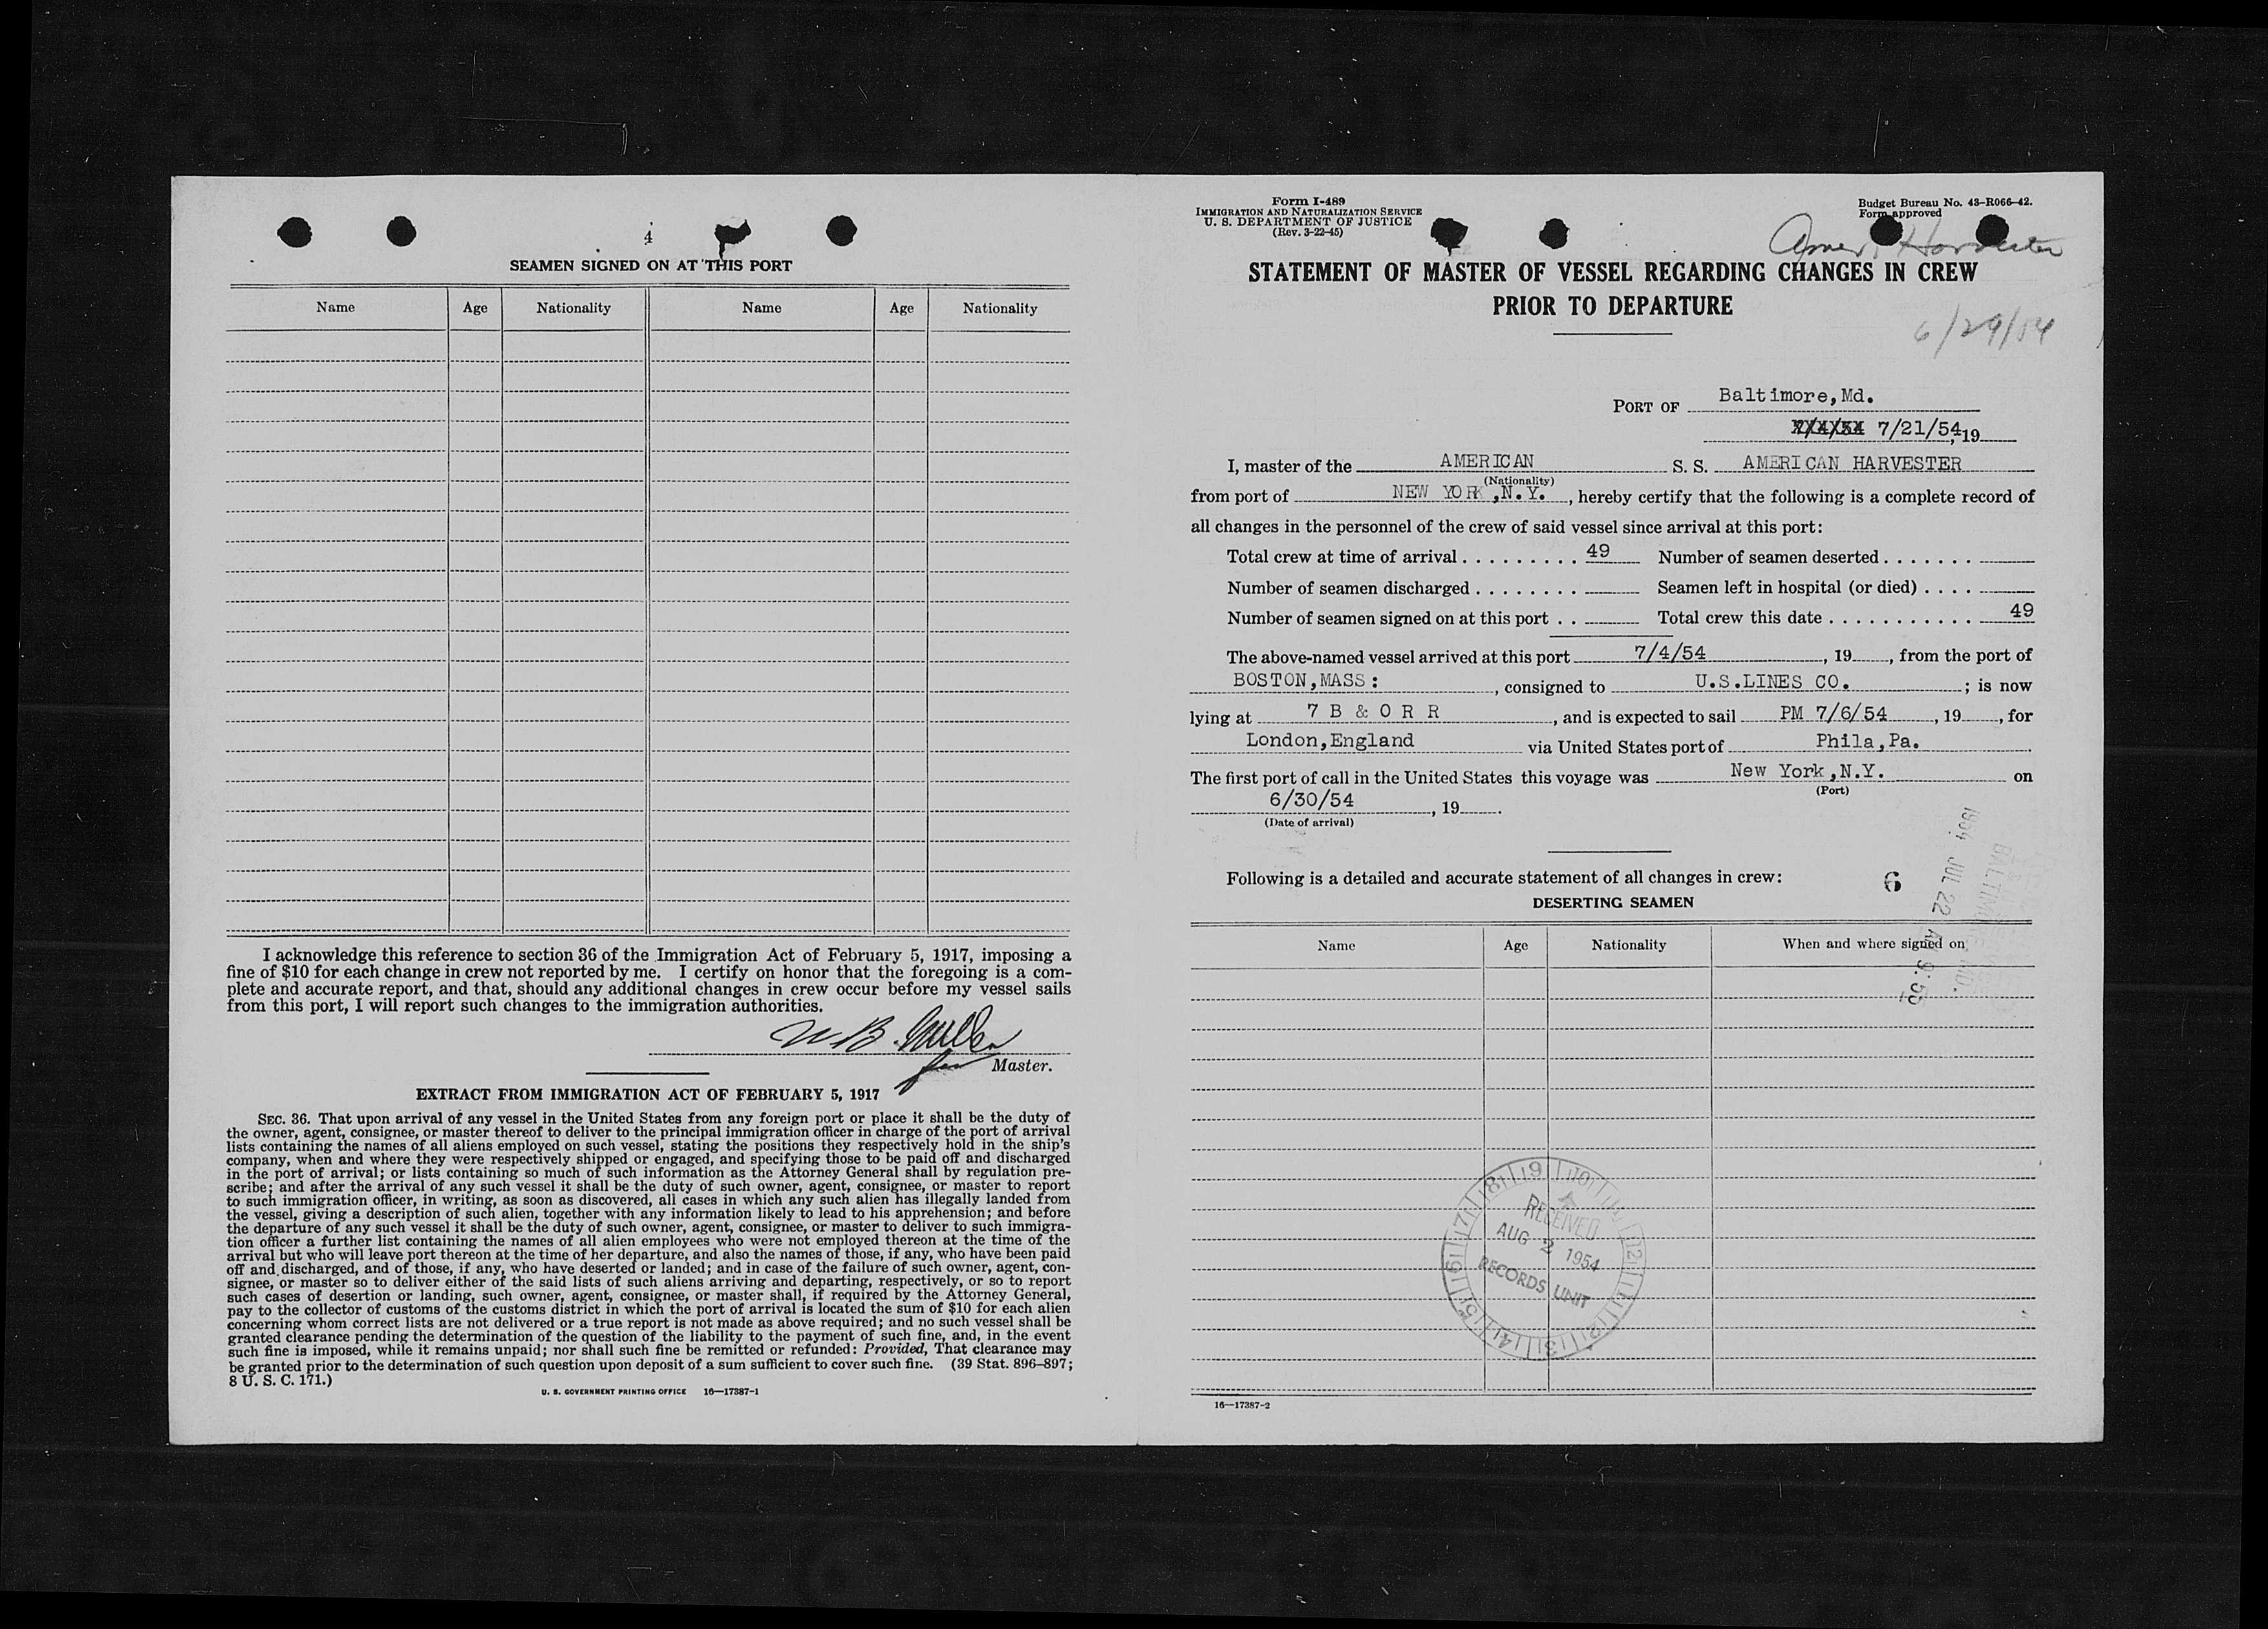 4
SEAMEN SIGNED ON AT THIS PORT
Name Age Nationality Name Age Nationality
I acknowledge this reference to section 36 of the Immigration Act of February 5, 1917, imposing a
fine of $10 for each change in crew not reported by me. I certify on honor that the foregoing is a com-
plete and accurate report, and that, should any additional changes in crew occur before my vessel sails
from this port, I will report such changes to the immigration authorities.
W B. Miller
for Master.
EXTRACT FROM IMMIGRATION ACT OF FEBRUARY 5, 1917
SEC. 36. That upon arrival of any vessel in the United States from any foreign port or place it shall be the duty of
the owner, agent, consignee, or master thereof to deliver to the principal immigration officer in charge of the port of arrival
lists containing the names of all aliens employed on such vessel, stating the positions they respectively hold in the ship's
company, when and where they were respectively shipped or engaged, and specifying those to be paid off and discharged
in the port of arrival; or lists containing so much of such information as the Attorney General shall by regulation pre-
scribe; and after the arrival of any such vessel it shall be the duty of such owner, agent, consignee, or master to report
to such immigration officer, in writing, as soon as discovered, all cases in which any such alien has illegally landed from
the vessel, giving a description of such alien, together with any information likely to lead to his apprehension; and before
the departure of any such vessel it shall be the duty of such owner, agent, consignee, or master to deliver to such immigra-
tion officer a further list containing the names of all alien employees who were not employed thereon at the time of the
arrival but who will leave port thereon at the time of her departure, and also the names of those, if any, who have been paid
off and discharged, and of those, if any, who have deserted or landed; and in case of the failure of such owner, agent, con-
signee, or master so to deliver either of the said lists of such aliens arriving and departing, respectively, or so to report
such cases of desertion or landing, such owner, agent, consignee, or master shall, if required by the Attorney General,
pay to the collector of customs of the customs district in which the port of arrival is located the sum of $10 for each alien
concerning whom correct lists are not delivered or a true report is not made as above required; and no such vessel shall be
granted clearance pending the determination of the question of the liability to the payment of such fine, and, in the event
such fine is imposed, while it remains unpaid; nor shall such fine be remitted or refunded: Provided, That clearance may
be granted prior to the determination of such question upon deposit of a sum sufficient to cover such fine. (39 Stat. 896–897;
8 U. S. C. 171.)
U. S. GOVERNMENT PRINTING OFFICE 16—17387-1
Form I-489
IMMIGRATION AND NATURALIZATION SERVICE
U. S. DEPARTMENT OF JUSTICE
(Rev. 3-22-45)
Budget Bureau No. 43-R066-42.
Form approved
Amer. Harvester
STATEMENT OF MASTER OF VESSEL REGARDING CHANGES IN CREW
PRIOR TO DEPARTURE
6/29/54
PORT OF Baltimore,Md.
7/21/54, 19
I, master of the AMERICAN S. S. AMERICAN HARVESTER
(Nationality)
from port of NEW YORK,N.Y., hereby certify that the following is a complete record of
all changes in the personnel of the crew of said vessel since arrival at this port:
Total crew at time of arrival 49 Number of seamen deserted
Number of seamen discharged Seamen left in hospital (or died)
Number of seamen signed on at this port Total crew this date 49
The above-named vessel arrived at this port 7/4/54, 19, from the port of
BOSTON,MASS:, consigned to U.S.LINES CO.; is now
lying at 7 B & O R R, and is expected to sail PM 7/6/54, 19, for
London,England via United States port of Phila,Pa.
The first port of call in the United States this voyage was New York,N.Y. on
(Port)
6/30/54, 19.
(Date of arrival)
Following is a detailed and accurate statement of all changes in crew: 6
DESERTING SEAMEN
Name Age Nationality When and where signed on
1954 JUL 22 A 9:55
BALTIMORE MD.
RECEIVED
AUG 2 1954
RECORDS UNIT
16—17387-2